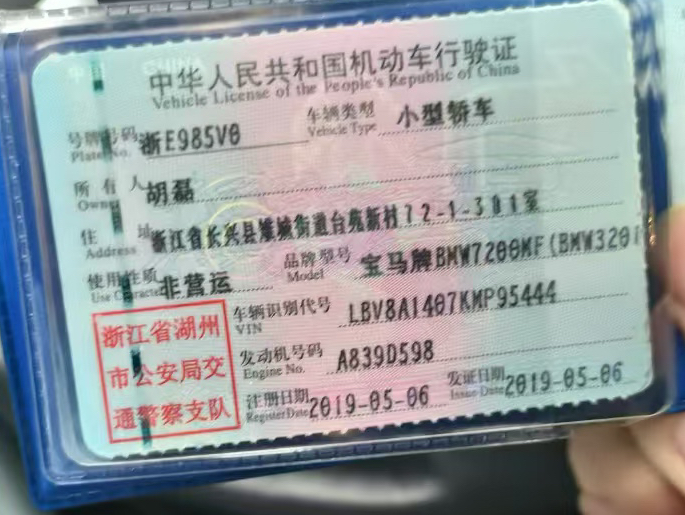 中华人民共和国机动车行驶证
Vehicle License of the People's Republic of China
号牌号码 浙E985V0 车辆类型 小型轿车
Plate No. Vehicle Type
所有人 胡磊
Owner
住址 浙江省长兴县雉城街道台苑新村72-1-301室
Address
使用性质 非营运 品牌型号 宝马牌BMW7200MF(BMW320i
Use Character Model
浙江省湖州
市公安局交
通警察支队
车辆识别代号 LBV8A1407KMP95444
VIN
发动机号码 A839D598
Engine No.
注册日期 2019-05-06 发证日期 2019-05-06
Register Date Issue Date